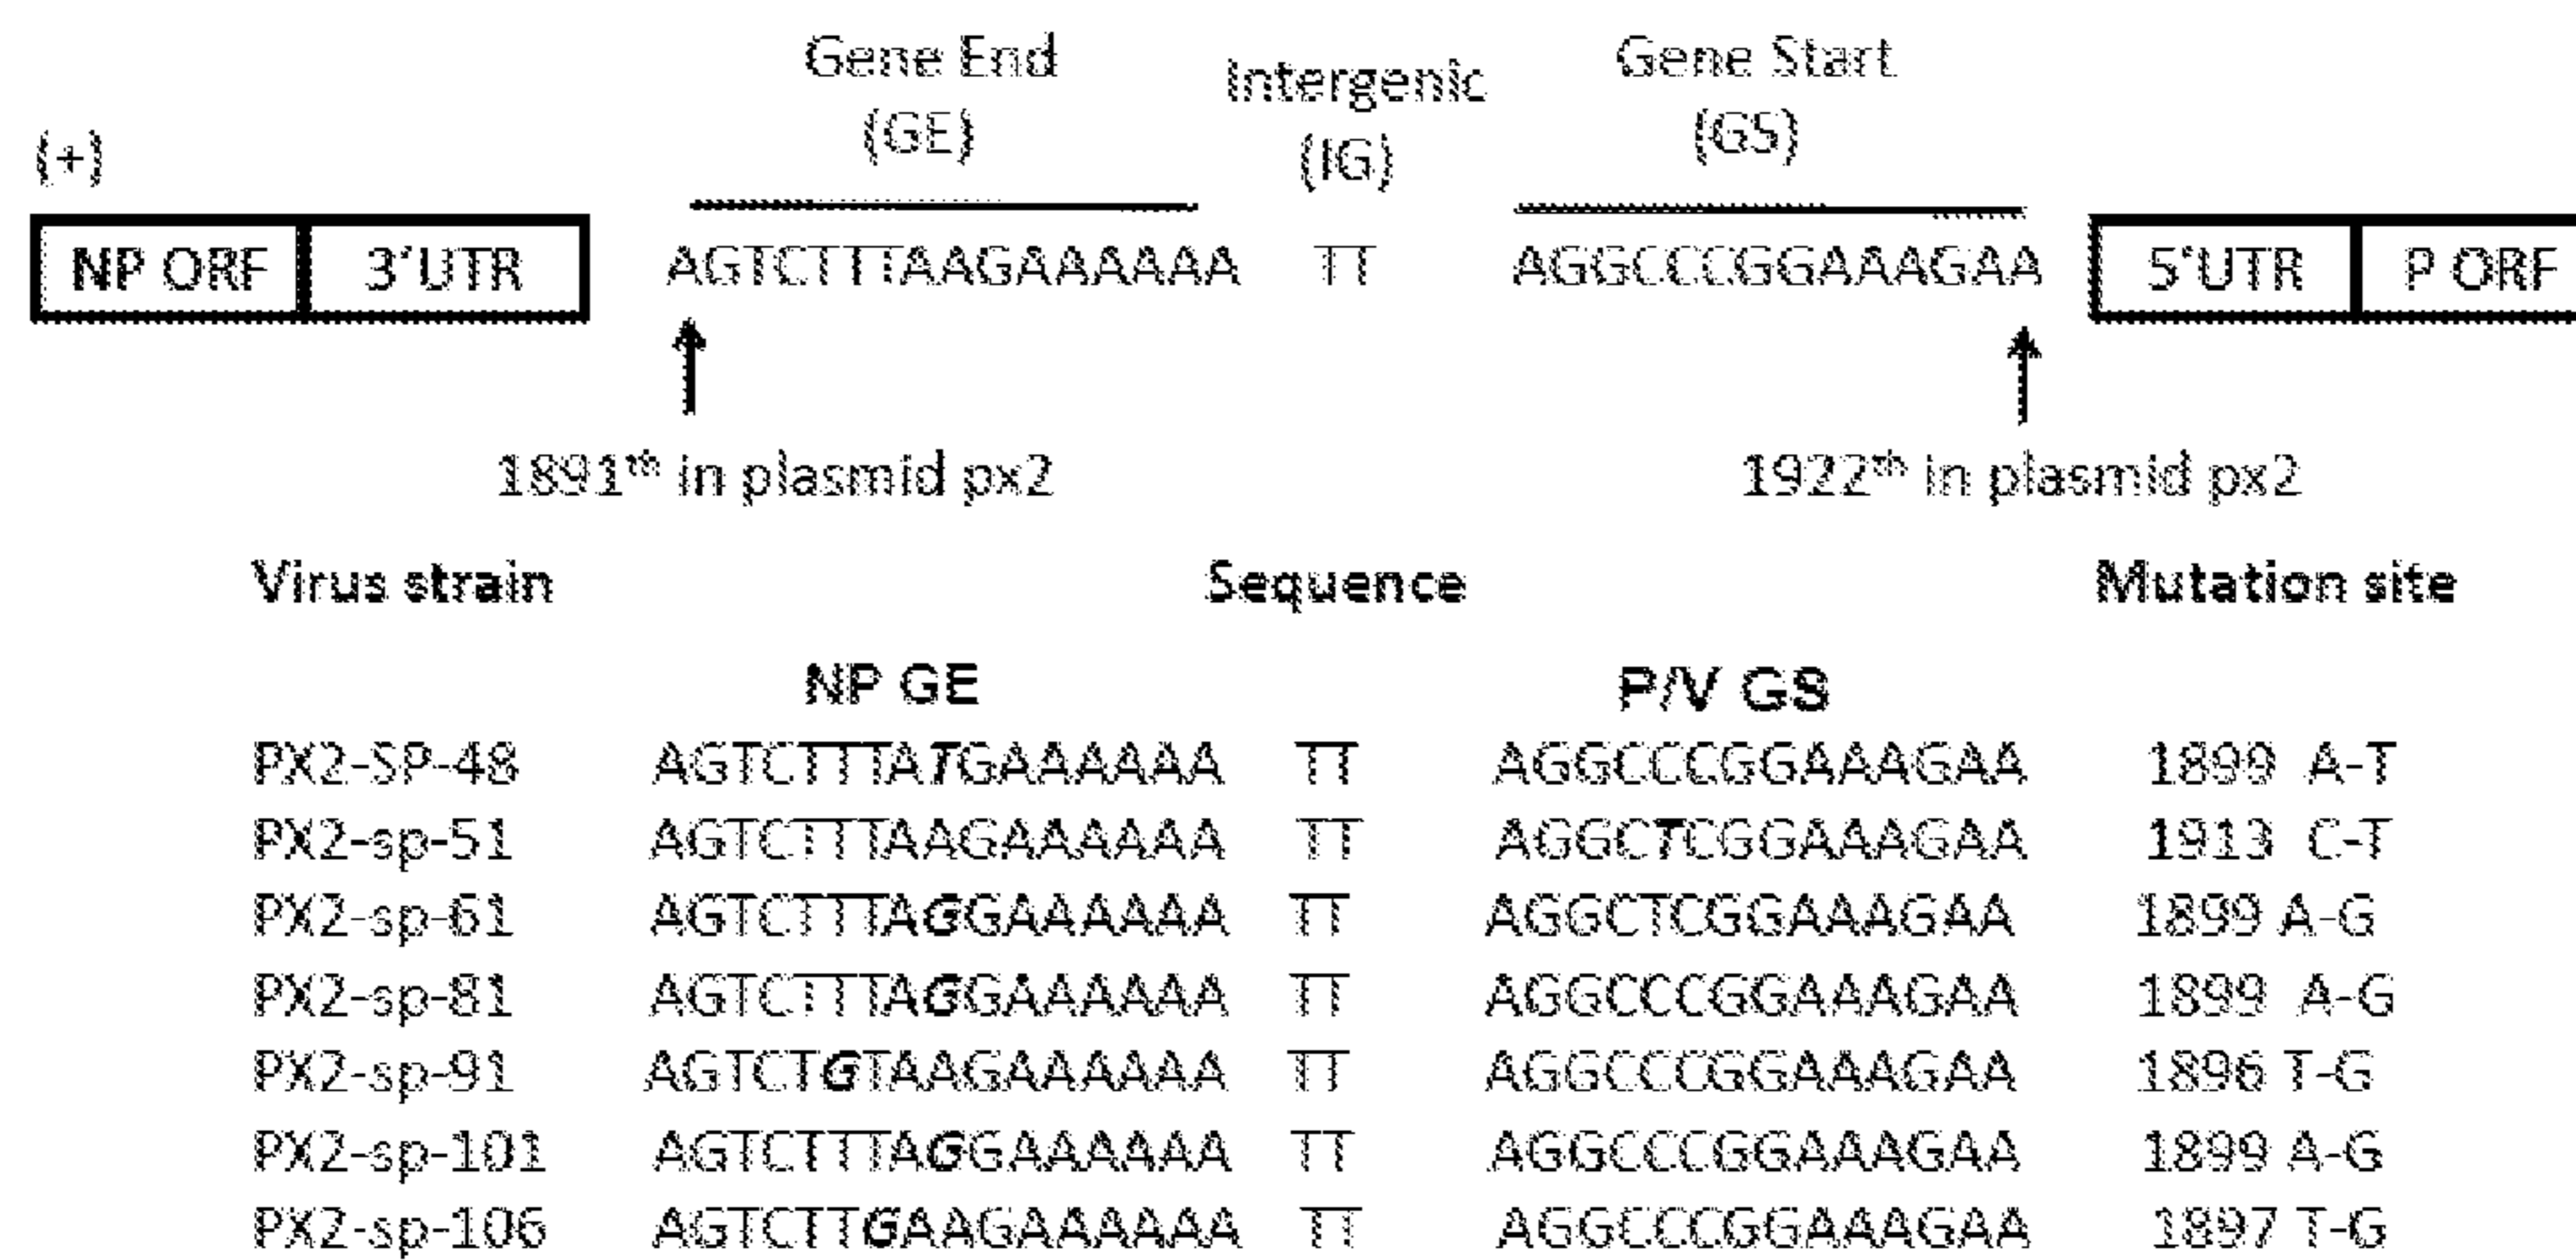 Gene End Intergenic Gene Start
(+) (GE) (IG) (GS)
NP ORF 3'UTR AGTCTTTAAGAAAAAA TT AGGCCCGGAAAGAA 5'UTR P ORF
1891th in plasmid px2 1922th in plasmid px2
Virus strain Sequence Mutation site
NP GE P/V GS
PX2-SP-48 AGTCTTTATGAAAAAA TT AGGCCCGGAAAGAA 1899 A-T
PX2-sp-51 AGTCTTTAAGAAAAAA TT AGGCTCGGAAAGAA 1913 C-T
PX2-sp-61 AGTCTTTAGGAAAAAA TT AGGCTCGGAAAGAA 1899 A-G
PX2-sp-81 AGTCTTTAGGAAAAAA TT AGGCCCGGAAAGAA 1899 A-G
PX2-sp-91 AGTCTGTAAGAAAAAA TT AGGCCCGGAAAGAA 1896 T-G
PX2-sp-101 AGTCTTTAGGAAAAAA TT AGGCCCGGAAAGAA 1899 A-G
PX2-sp-106 AGTCTTGAAGAAAAAA TT AGGCCCGGAAAGAA 1897 T-G